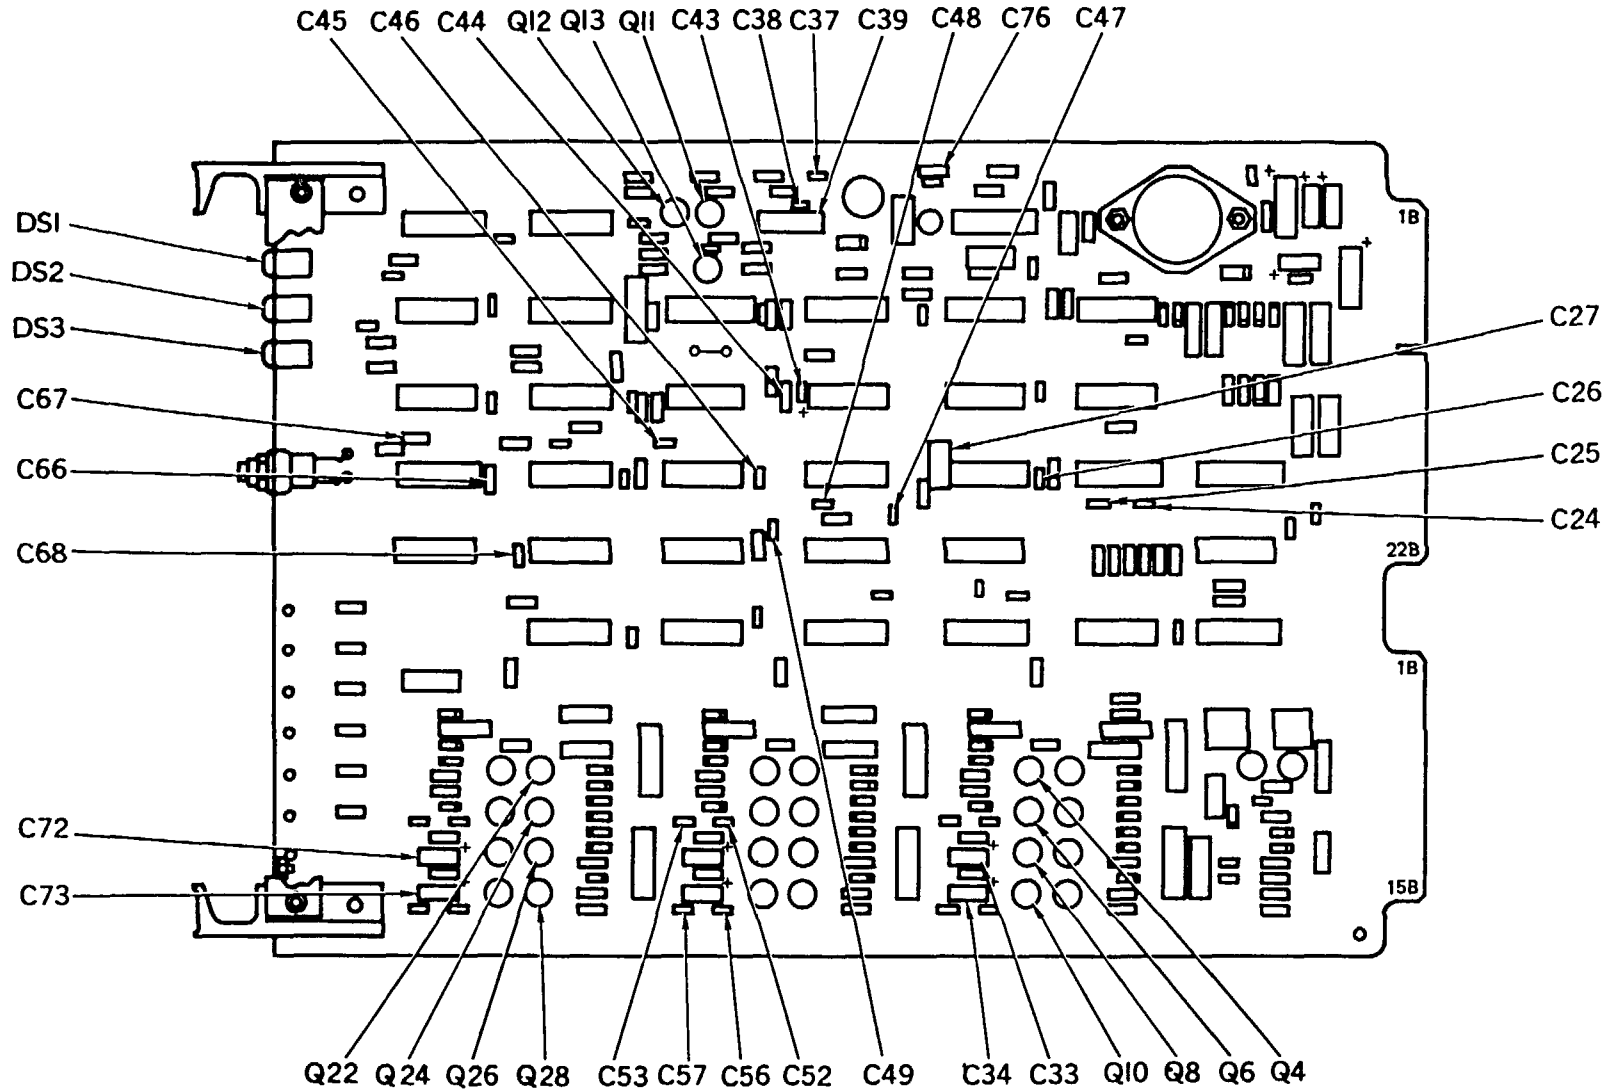 C45 C46 C44 Q12 Q13 Q11 C43 C38 C37 C39 C48 C76 C47
DS1
DS2
DS3
C67
C66
C68
C72
C73
1B
C27
C26
C25
C24
22B
1B
15B
+
+ +
+
+
+
+
+
+
+
+
+
Q22 Q24 Q26 Q28 C53 C57 C56 C52 C49 C34 C33 Q10 Q8 Q6 Q4